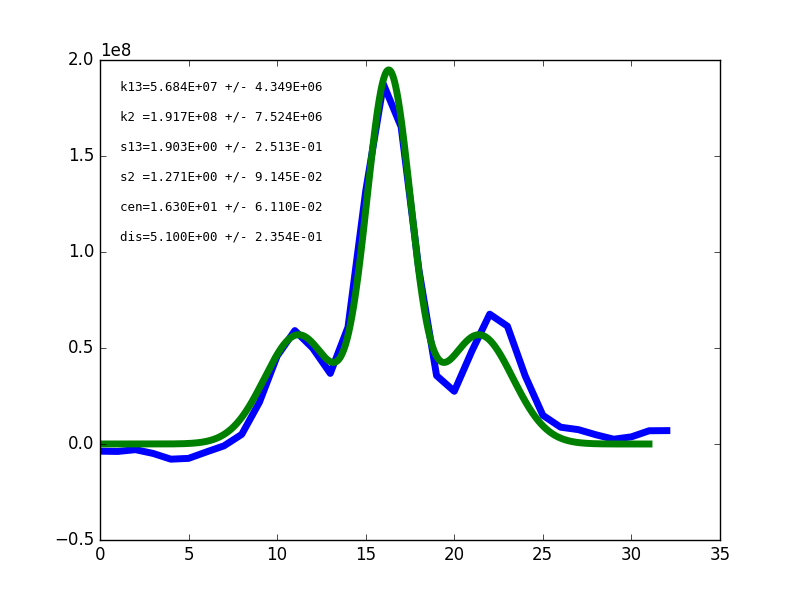 1e8
2.0
k13=5.684E+07 +/- 4.349E+06
k2 =1.917E+08 +/- 7.524E+06
1.5
s13=1.903E+00 +/- 2.513E-01
s2 =1.271E+00 +/- 9.145E-02
cen=1.630E+01 +/- 6.110E-02
dis=5.100E+00 +/- 2.354E-01
1.0
0.5
0.0
−0.5
0 5 10 15 20 25 30 35